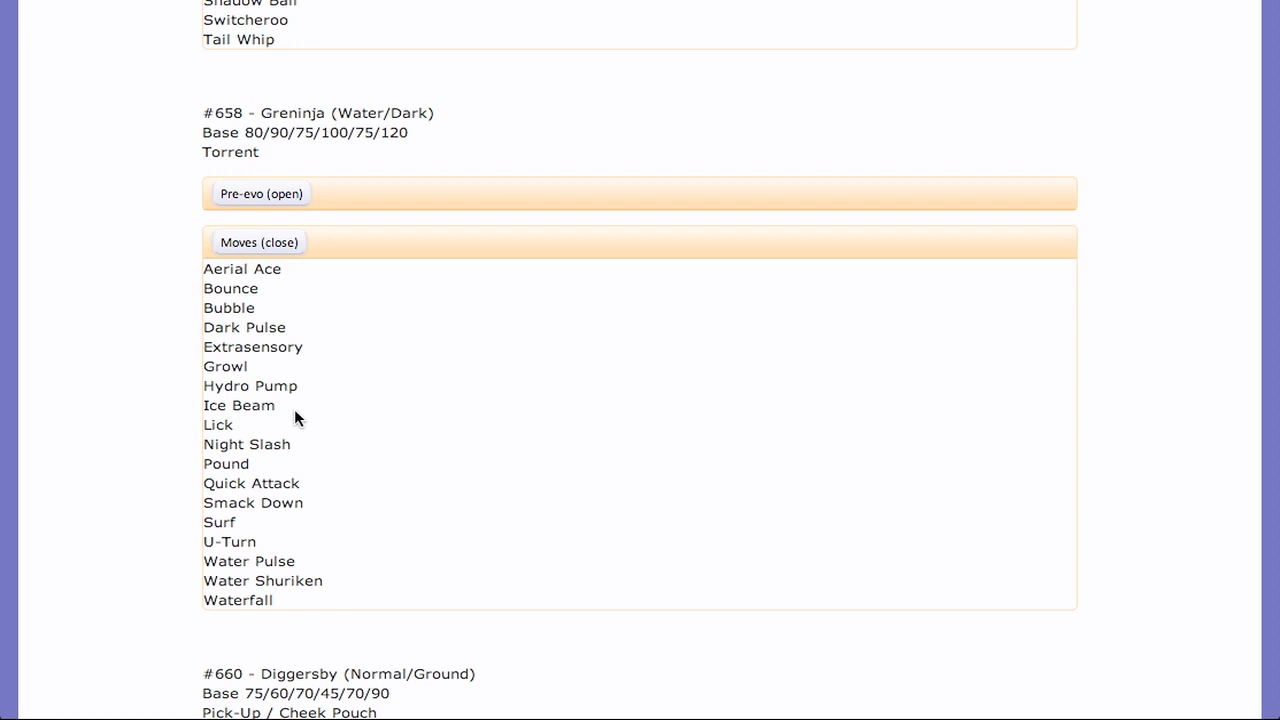 Shadow Ball
Switcheroo
Tail Whip
#658 - Greninja (Water/Dark)
Base 80/90/75/100/75/120
Torrent
Pre-evo (open)
Moves (close)
Aerial Ace
Bounce
Bubble
Dark Pulse
Extrasensory
Growl
Hydro Pump
Ice Beam
Lick
Night Slash
Pound
Quick Attack
Smack Down
Surf
U-Turn
Water Pulse
Water Shuriken
Waterfall
#660 - Diggersby (Normal/Ground)
Base 75/60/70/45/70/90
Pick-Up / Cheek Pouch